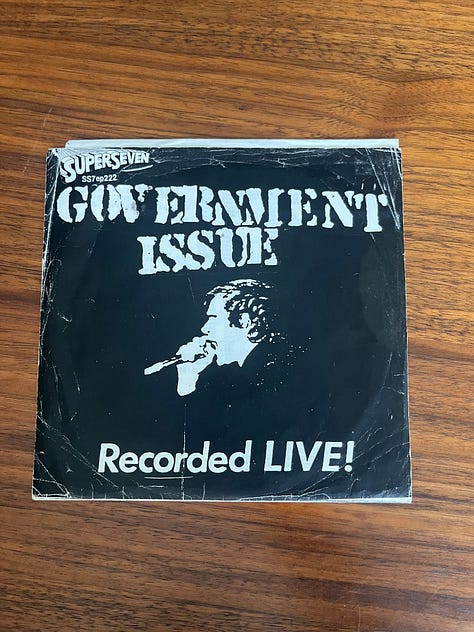 SUPERSEVEN
SS7ep222
GOVERNMENT
ISSUE
Recorded LIVE!